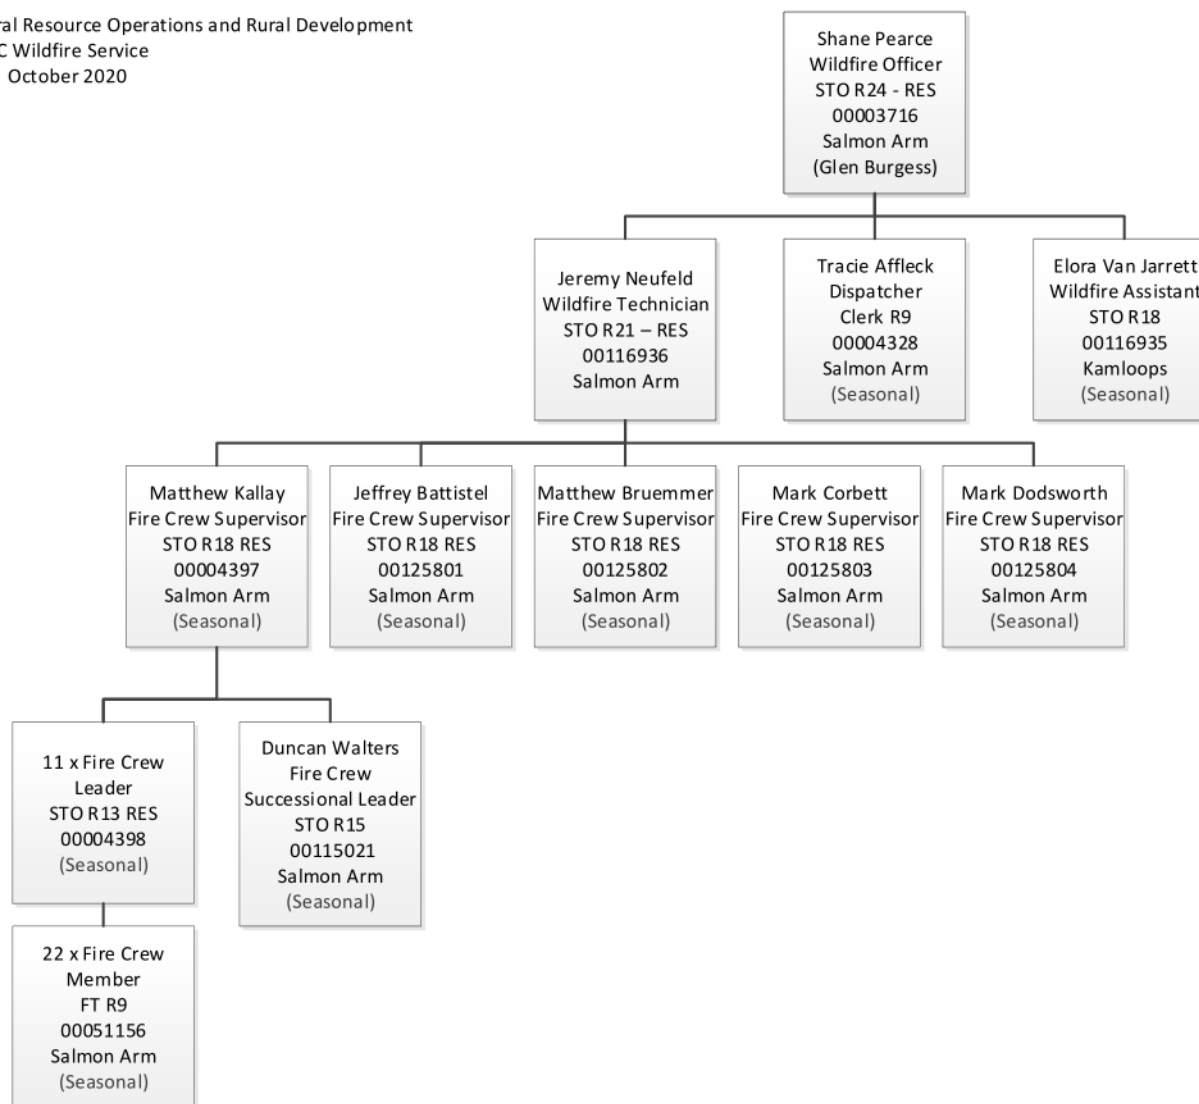 ral Resource Operations and Rural Development
C Wildfire Service
October 2020
Shane Pearce
Wildfire Officer
STO R24 - RES
00003716
Salmon Arm
(Glen Burgess)
Jeremy Neufeld
Wildfire Technician
STO R21 – RES
00116936
Salmon Arm
Tracie Affleck
Dispatcher
Clerk R9
00004328
Salmon Arm
(Seasonal)
Elora Van Jarrett
Wildfire Assistant
STO R18
00116935
Kamloops
(Seasonal)
Matthew Kallay
Fire Crew Supervisor
STO R18 RES
00004397
Salmon Arm
(Seasonal)
Jeffrey Battistel
Fire Crew Supervisor
STO R18 RES
00125801
Salmon Arm
(Seasonal)
Matthew Bruemmer
Fire Crew Supervisor
STO R18 RES
00125802
Salmon Arm
(Seasonal)
Mark Corbett
Fire Crew Supervisor
STO R18 RES
00125803
Salmon Arm
(Seasonal)
Mark Dodsworth
Fire Crew Supervisor
STO R18 RES
00125804
Salmon Arm
(Seasonal)
11 x Fire Crew
Leader
STO R13 RES
00004398
(Seasonal)
Duncan Walters
Fire Crew
Successional Leader
STO R15
00115021
Salmon Arm
(Seasonal)
22 x Fire Crew
Member
FT R9
00051156
Salmon Arm
(Seasonal)